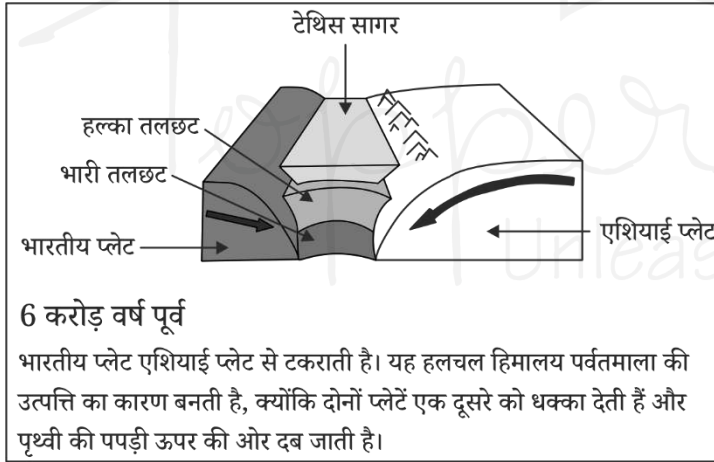 टेथिस सागर
हल्का तलछट
भारी तलछट
भारतीय प्लेट
एशियाई प्लेट
6 करोड़ वर्ष पूर्व
भारतीय प्लेट एशियाई प्लेट से टकराती है। यह हलचल हिमालय पर्वतमाला की
उत्पत्ति का कारण बनती है, क्योंकि दोनों प्लेटें एक दूसरे को धक्का देती हैं और
पृथ्वी की पपड़ी ऊपर की ओर दब जाती है।